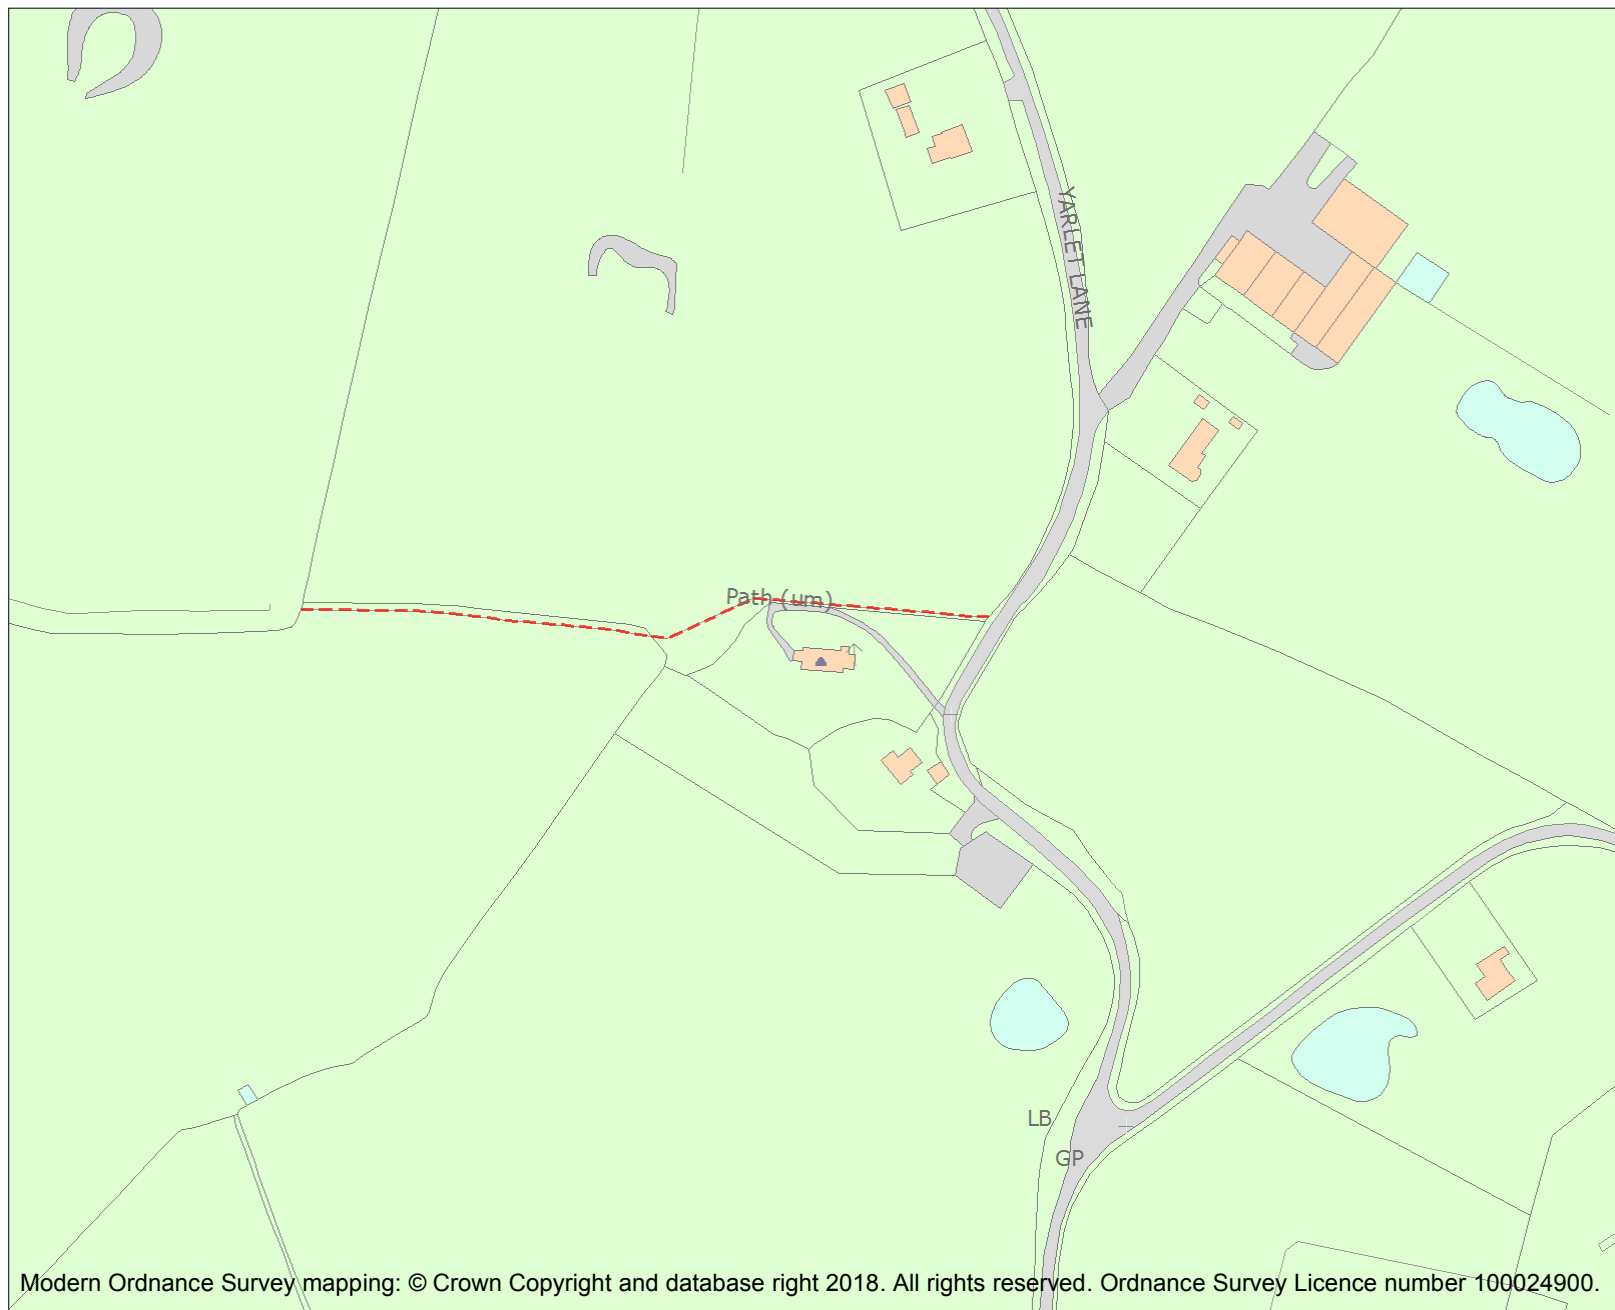 YARLET LANE
Path (um)
LB
GP
Modern Ordnance Survey mapping: © Crown Copyright and database right 2018. All rights reserved. Ordnance Survey Licence number 100024900.